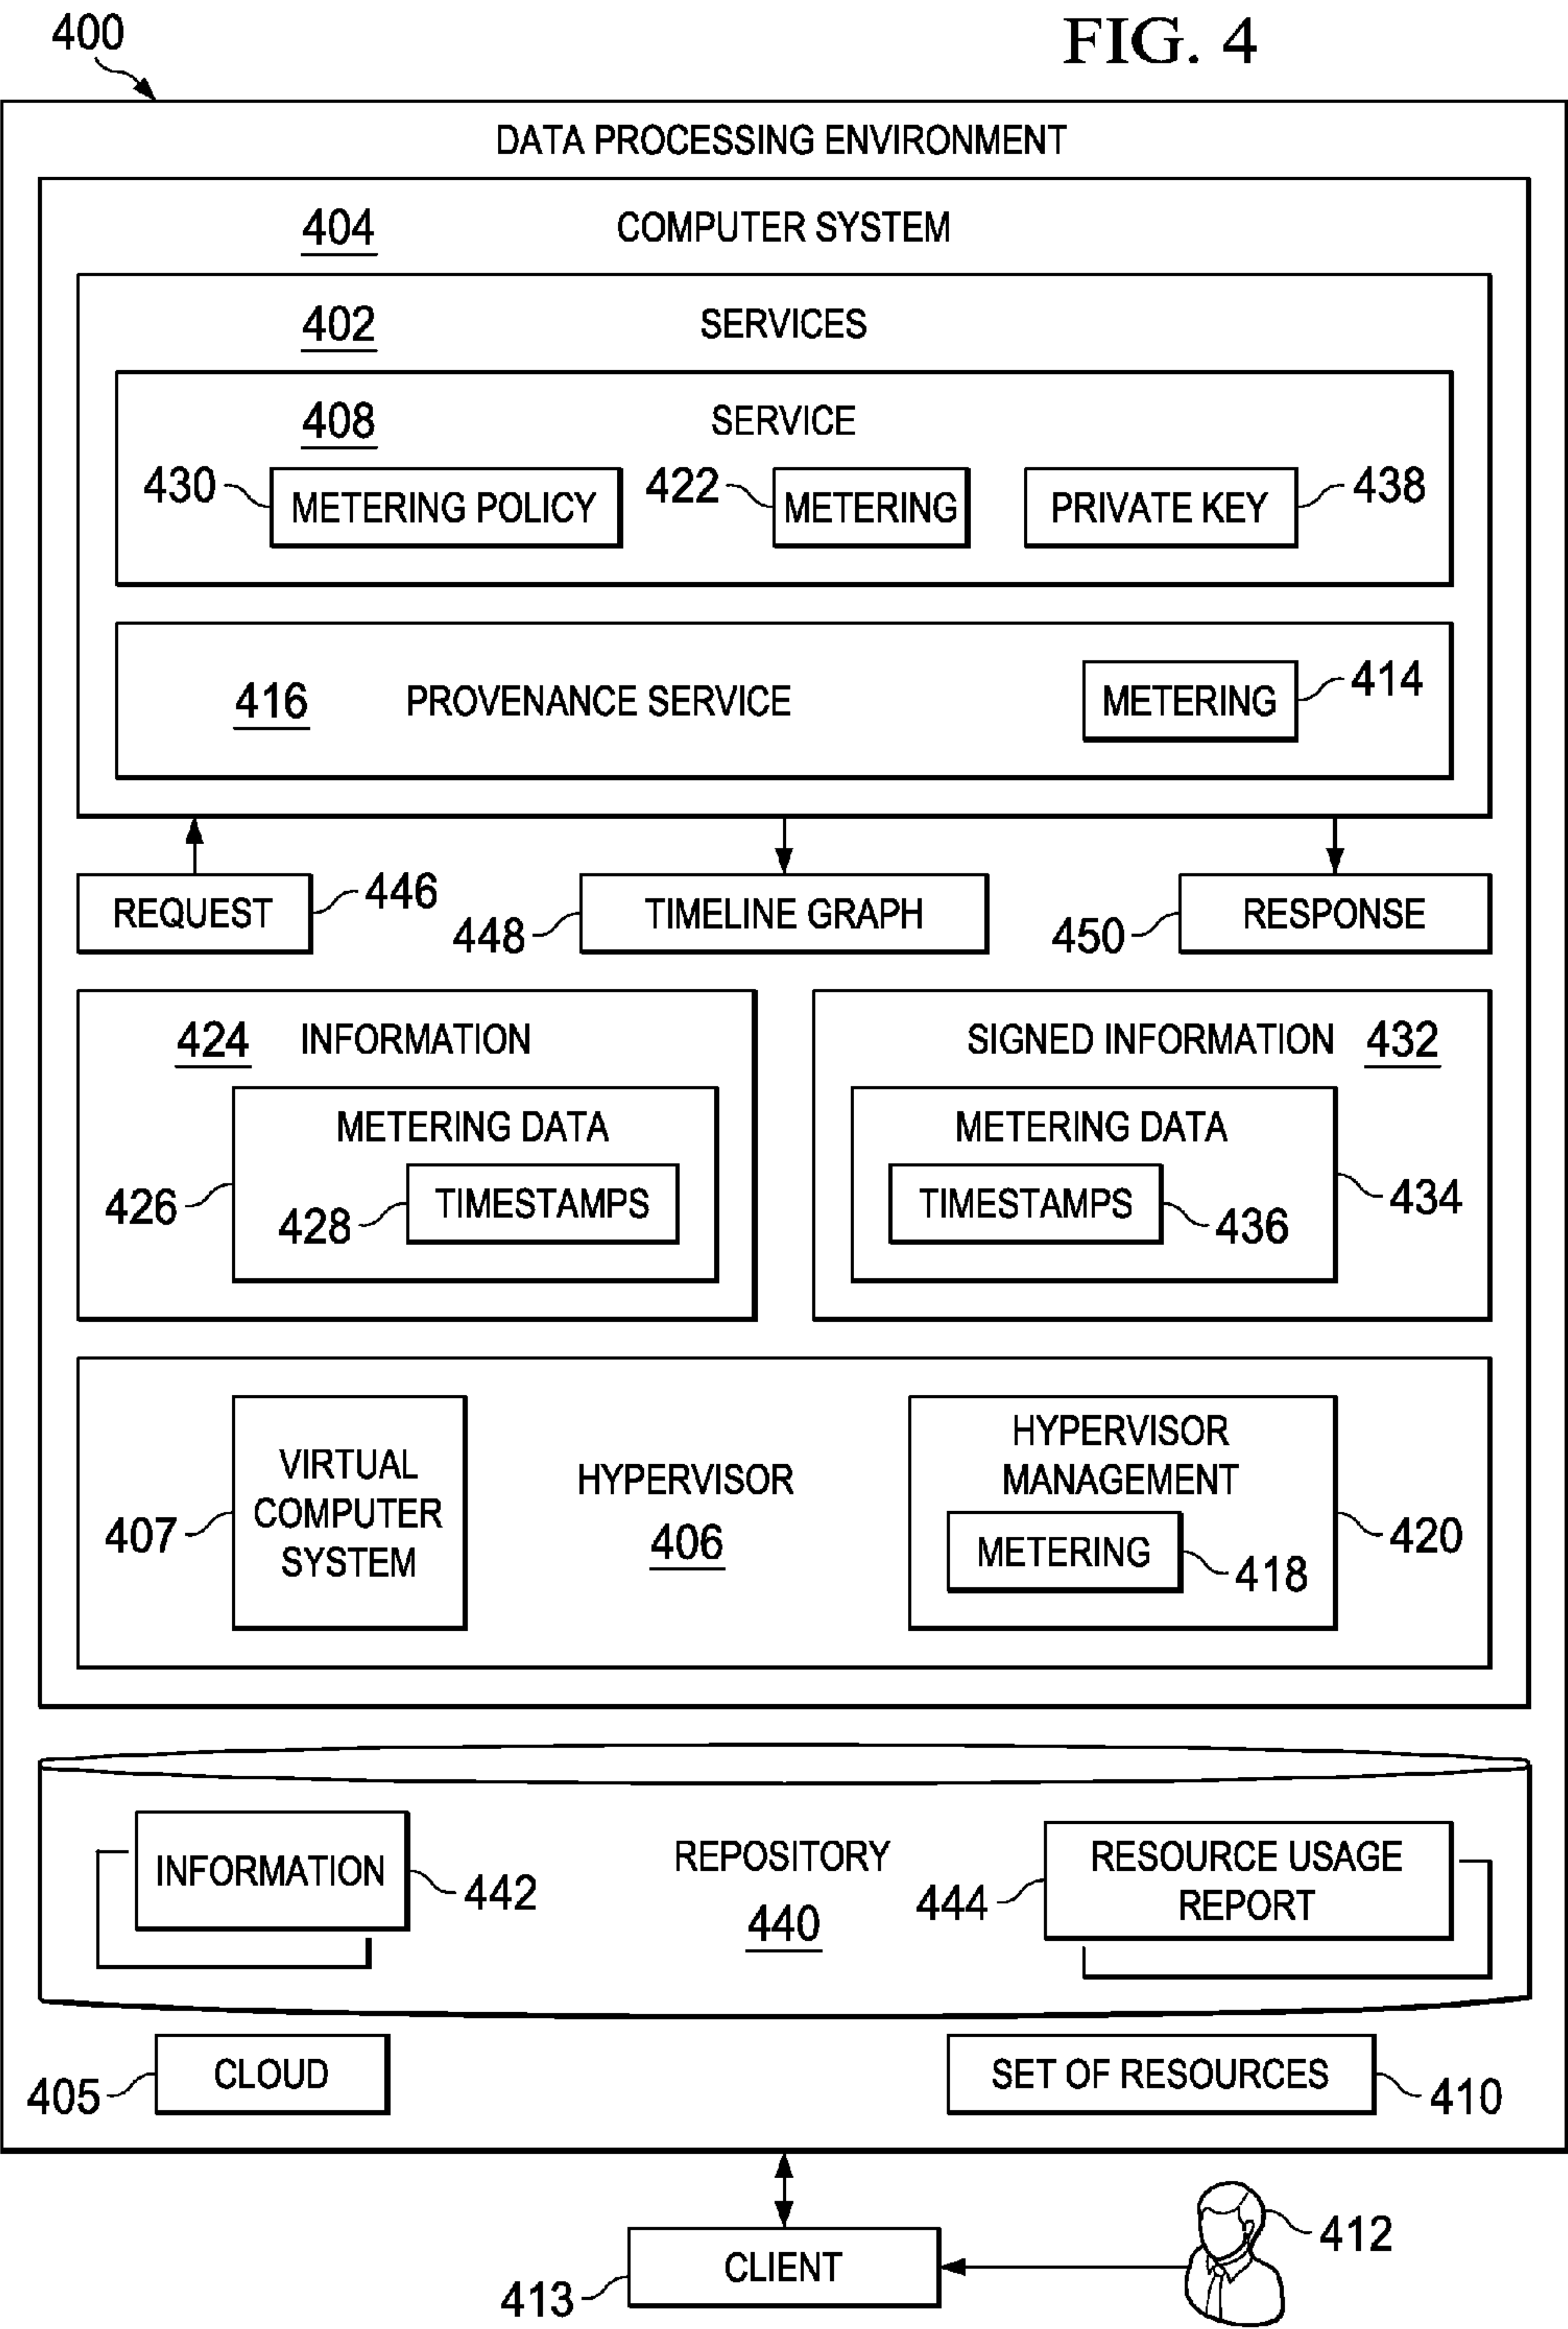 400
FIG. 4
DATA PROCESSING ENVIRONMENT
404 COMPUTER SYSTEM
402 SERVICES
408 SERVICE
430 METERING POLICY 422 METERING PRIVATE KEY 438
416 PROVENANCE SERVICE METERING 414
REQUEST 446 448 TIMELINE GRAPH 450 RESPONSE
424 INFORMATION
METERING DATA
426 428 TIMESTAMPS
SIGNED INFORMATION 432
METERING DATA
TIMESTAMPS 436 434
407 VIRTUAL
COMPUTER
SYSTEM
HYPERVISOR
406
HYPERVISOR
MANAGEMENT
METERING 418 420
INFORMATION 442
REPOSITORY
440
444 RESOURCE USAGE
REPORT
405 CLOUD
SET OF RESOURCES 410
413 CLIENT
412